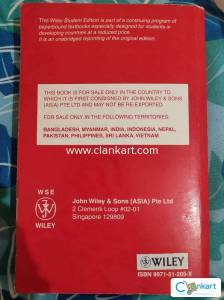 This Wiley Student Edition is part of a continuing program of
paperbound textbooks especially designed for students in
developing countries at a reduced price.
It is an unabridged reprinting of the original edition.
THIS BOOK IS FOR SALE ONLY IN THE COUNTRY TO
WHICH IT IS FIRST CONSIGNED BY JOHN WILEY & SONS
(ASIA) PTE LTD AND MAY NOT BE RE-EXPORTED.
FOR SALE ONLY IN THE FOLLOWING TERRITORIES:
BANGLADESH, MYANMAR, INDIA, INDONESIA, NEPAL,
PAKISTAN, PHILIPPINES, SRI LANKA, VIETNAM
www.clankart.com
WSE
WILEY
John Wiley & Sons (ASIA) Pte Ltd
2 Clementi Loop #02-01
Singapore 129809
WILEY
ISBN 9971-51-205-X
Clankart